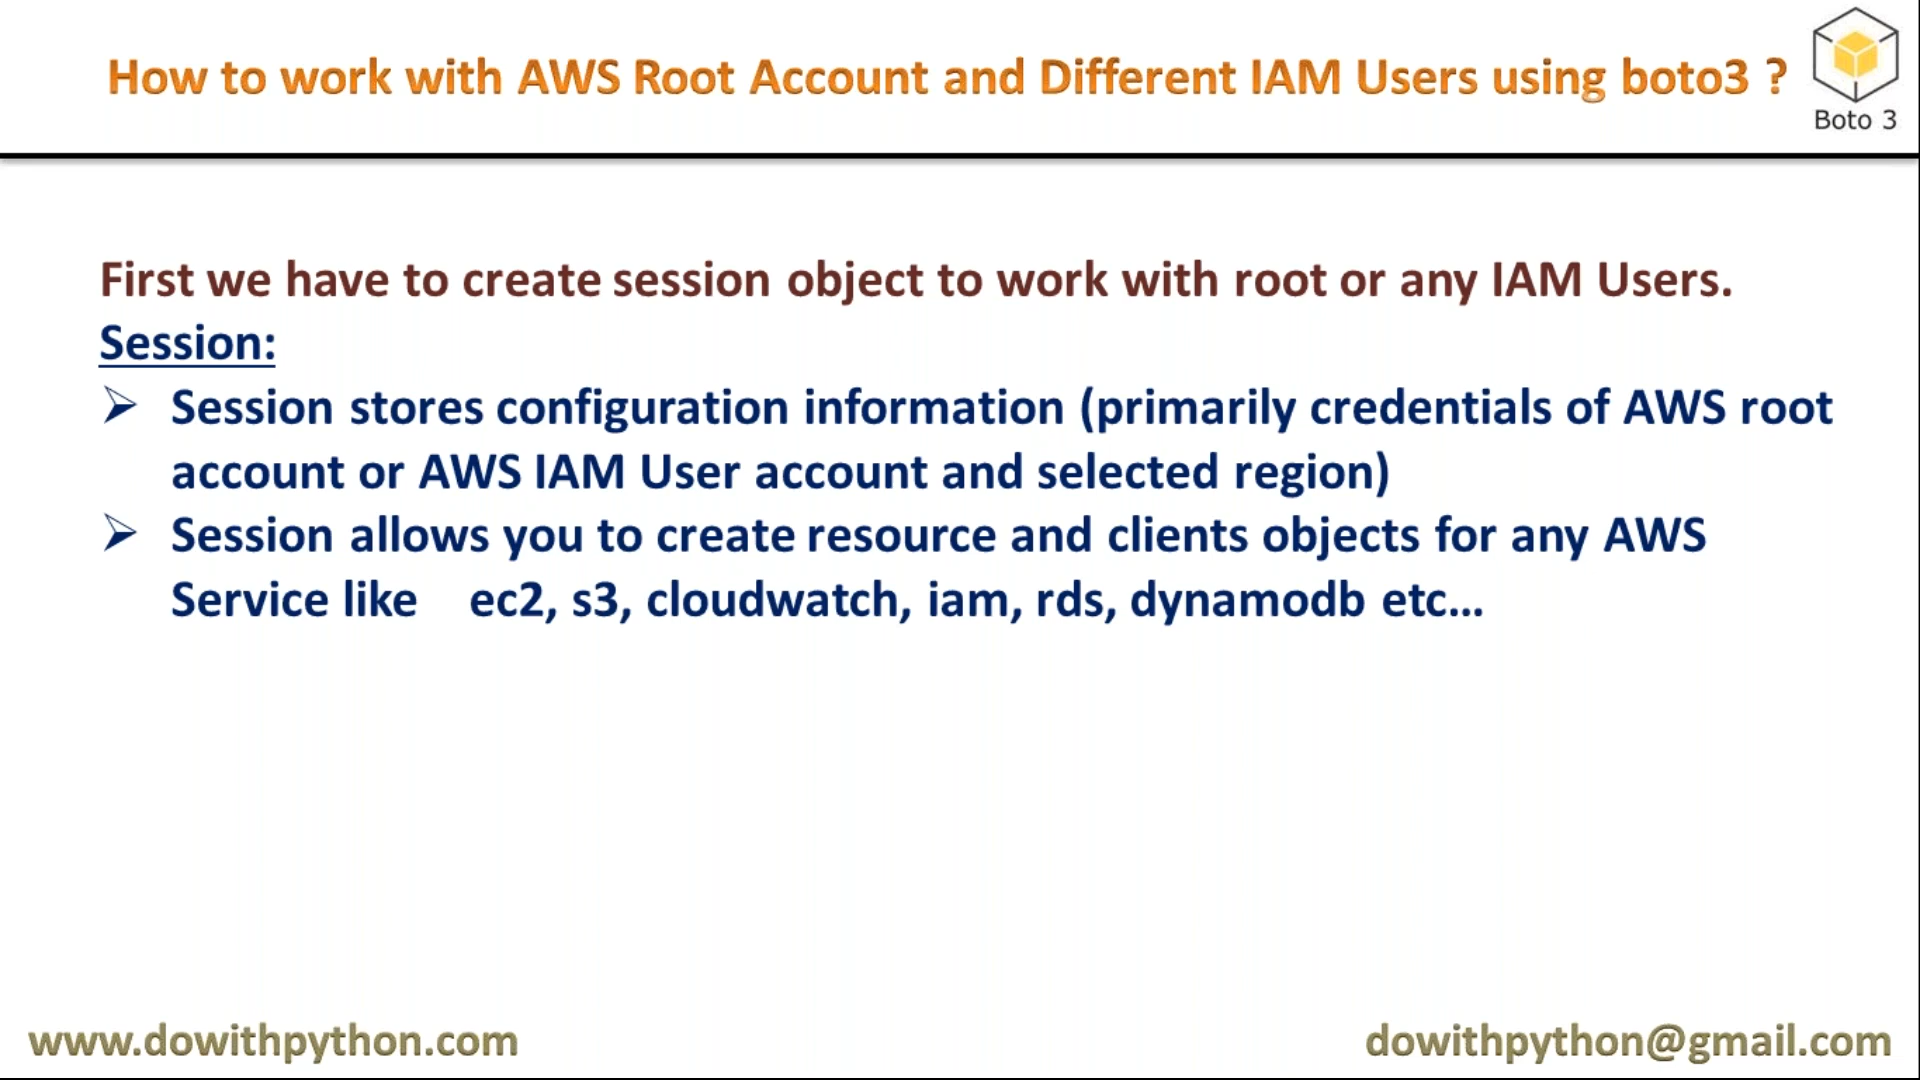 How to work with AWS Root Account and Different IAM Users using boto3 ?
Boto 3
First we have to create session object to work with root or any IAM Users.
Session:
➢ Session stores configuration information (primarily credentials of AWS root
account or AWS IAM User account and selected region)
➢ Session allows you to create resource and clients objects for any AWS
Service like ec2, s3, cloudwatch, iam, rds, dynamodb etc...
www.dowithpython.com
dowithpython@gmail.com